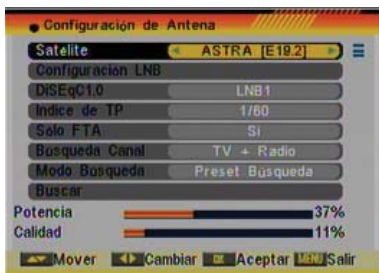 Configuración de Antena
Satelite ASTRA [E19.2]
Configuracion LNB
DiSEqC1.0 LNB1
Indice de TP 1/60
Solo FTA Si
Busqueda Canal TV + Radio
Modo Busqueda Preset Búsqueda
Buscar
Potencia 37%
Calidad 11%
Mover Cambiar OK Aceptar MENU Salir